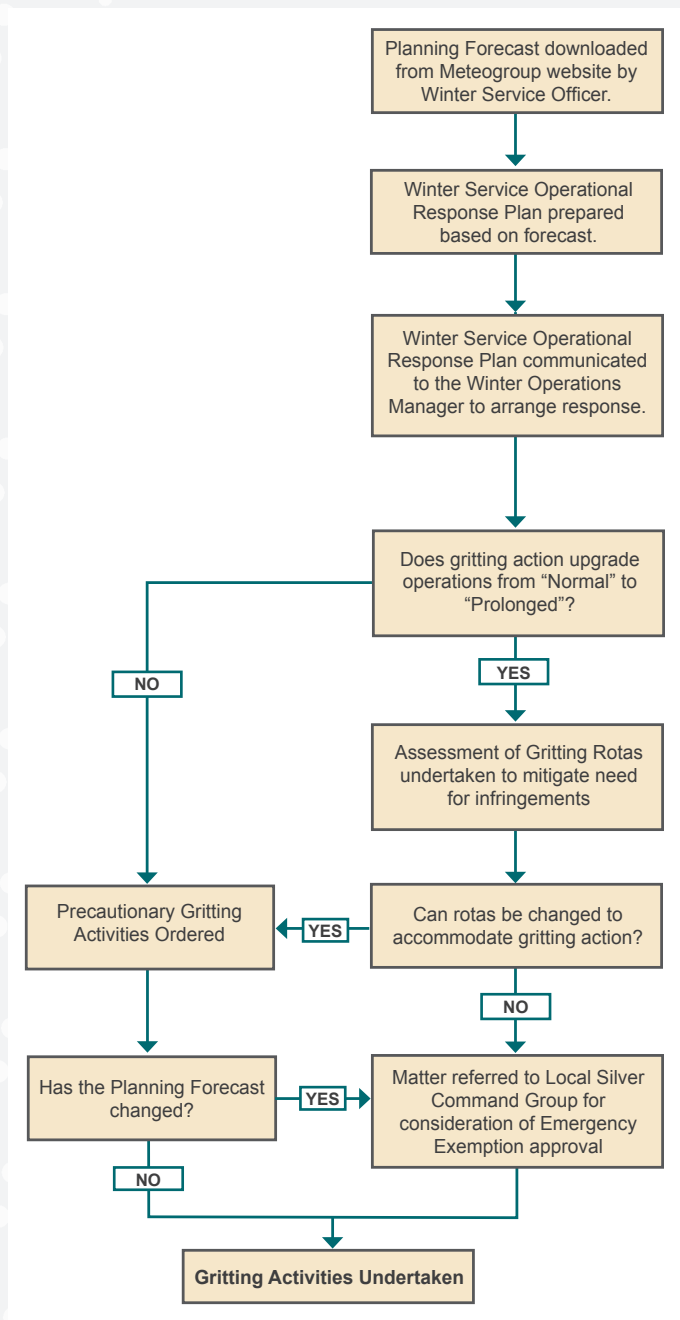 Planning Forecast downloaded
from Meteogroup website by
Winter Service Officer.
Winter Service Operational
Response Plan prepared
based on forecast.
Winter Service Operational
Response Plan communicated
to the Winter Operations
Manager to arrange response.
Does gritting action upgrade
operations from “Normal” to
“Prolonged”?
NO
YES
Assessment of Gritting Rotas
undertaken to mitigate need
for infringements
Precautionary Gritting
Activities Ordered
YES
Can rotas be changed to
accommodate gritting action?
NO
Has the Planning Forecast
changed?
YES
Matter referred to Local Silver
Command Group for
consideration of Emergency
Exemption approval
NO
Gritting Activities Undertaken